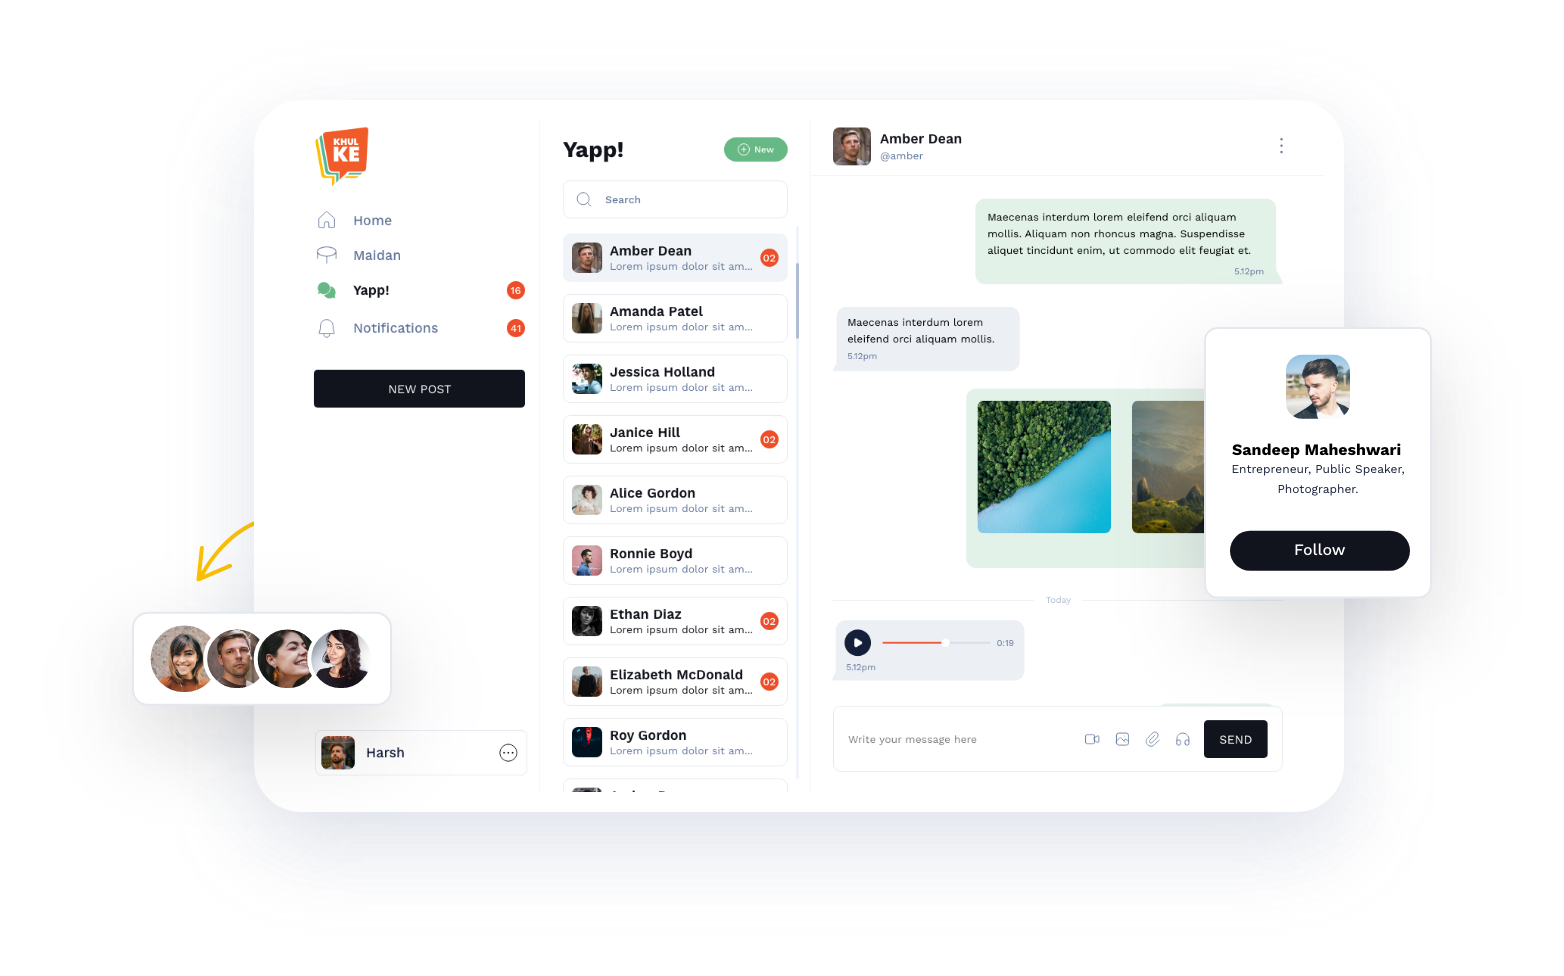 KHUL
KE
Home
Maidan
Yapp!
16
Notifications
41
NEW POST
Harsh
Yapp!
New
Search
Amber Dean
Lorem ipsum dolor sit am...
02
Amanda Patel
Lorem ipsum dolor sit am...
Jessica Holland
Lorem ipsum dolor sit am...
Janice Hill
Lorem ipsum dolor sit am...
02
Alice Gordon
Lorem ipsum dolor sit am...
Ronnie Boyd
Lorem ipsum dolor sit am...
Ethan Diaz
Lorem ipsum dolor sit am...
02
Elizabeth McDonald
Lorem ipsum dolor sit am...
02
Roy Gordon
Lorem ipsum dolor sit am...
Amber Dean
@amber
Maecenas interdum lorem eleifend orci aliquam
mollis. Aliquam non rhoncus magna. Suspendisse
aliquet tincidunt enim, ut commodo elit feugiat et.
5.12pm
Maecenas interdum lorem
eleifend orci aliquam mollis.
5.12pm
Today
0:19
5.12pm
Write your message here
SEND
Sandeep Maheshwari
Entrepreneur, Public Speaker,
Photographer.
Follow